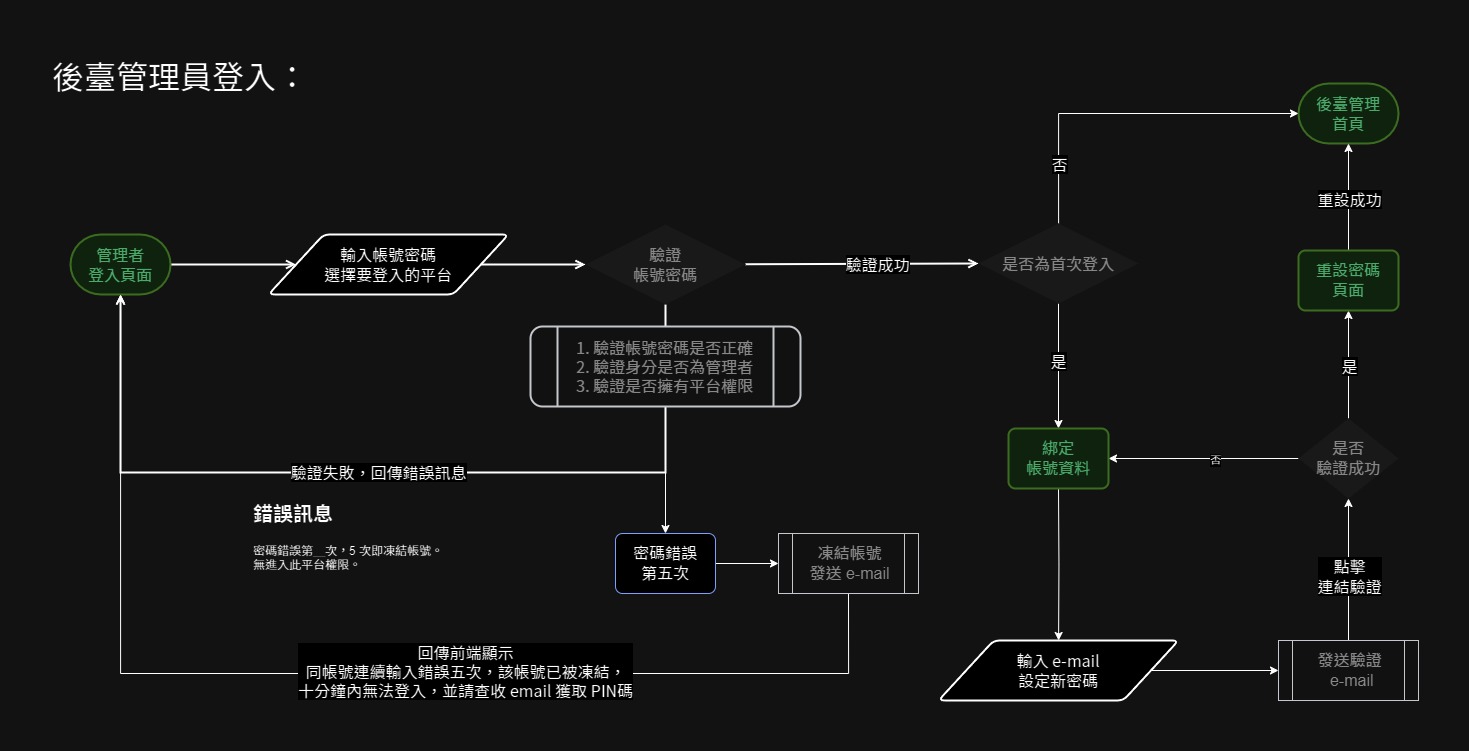 後臺管理員登入：
管理者
登入頁面
輸入帳號密碼
選擇要登入的平台
驗證
帳號密碼
驗證成功
是否為首次登入
否
後臺管理
首頁
重設成功
重設密碼
頁面
是
1. 驗證帳號密碼是否正確
2. 驗證身分是否為管理者
3. 驗證是否擁有平台權限
是
綁定
帳號資料
否
是否
驗證成功
驗證失敗，回傳錯誤訊息
錯誤訊息
密碼錯誤第__次，5 次即凍結帳號。
無進入此平台權限。
密碼錯誤
第五次
凍結帳號
發送 e-mail
點擊
連結驗證
回傳前端顯示
同帳號連續輸入錯誤五次，該帳號已被凍結，
十分鐘內無法登入，並請查收 email 獲取 PIN碼
輸入 e-mail
設定新密碼
發送驗證
e-mail